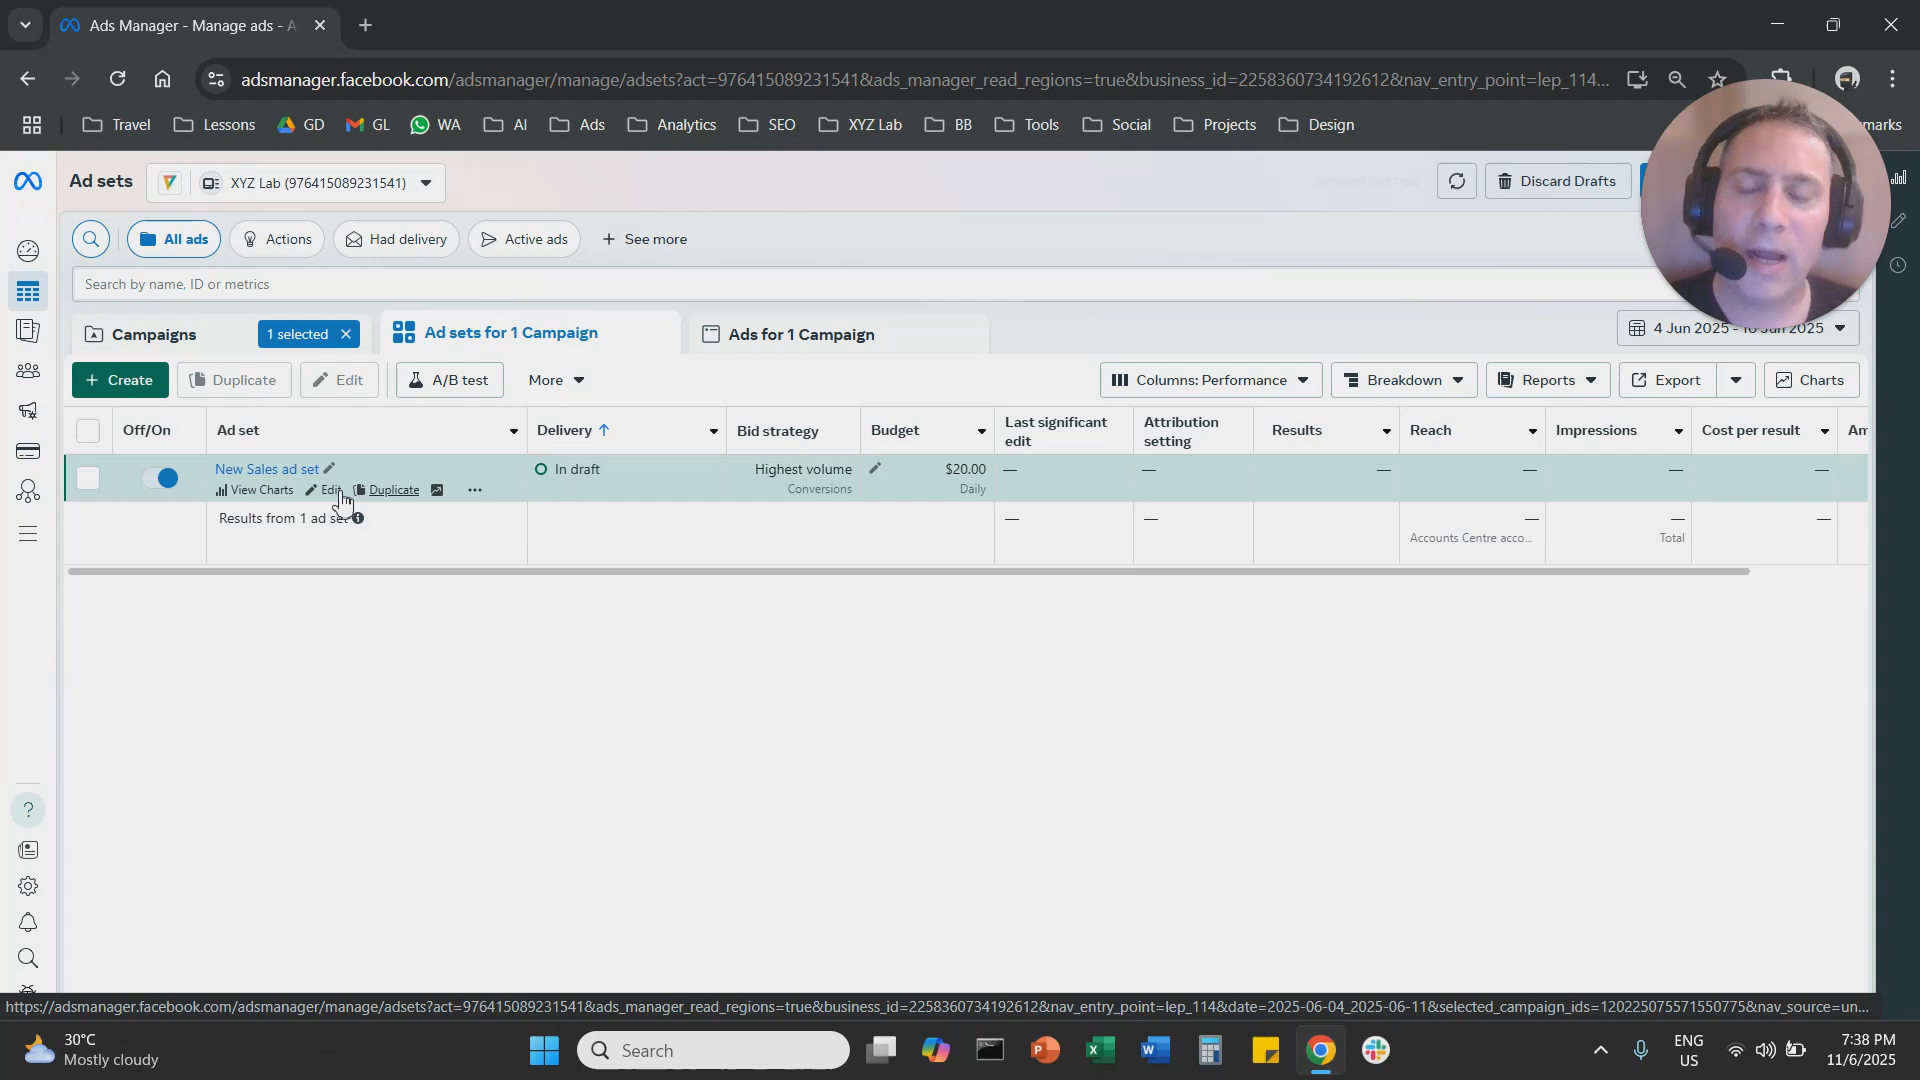 Ads Manager - Manage ads - A
adsmanager.facebook.com/adsmanager/manage/adsets?act=976415089231541&ads_manager_read_regions=true&business_id=2258360734192612&nav_entry_point=lep_114...
Travel Lessons GD GL WA AI Ads Analytics SEO XYZ Lab BB Tools Social Projects Design
Ad sets XYZ Lab (976415089231541) Discard Drafts
All ads Actions Had delivery Active ads + See more
Search by name, ID or metrics
Campaigns 1 selected Ad sets for 1 Campaign Ads for 1 Campaign
+ Create Duplicate Edit A/B test More Columns: Performance Breakdown Reports Export Charts
Off/On Ad set Delivery ↑ Bid strategy Budget Last significant edit Attribution setting Results Reach Impressions Cost per result Am
New Sales ad set In draft Highest volume $20.00 — — — — — —
View Charts Edit Duplicate ... Conversions Daily
Results from 1 ad set — — — — —
Accounts Centre acco... Total
https://adsmanager.facebook.com/adsmanager/manage/adsets?act=976415089231541&ads_manager_read_regions=true&business_id=2258360734192612&nav_entry_point=lep_114&date=2025-06-04_2025-06-11&selected_campaign_ids=120225075571550775&nav_source=un...
30°C
Mostly cloudy
Search
ENG
US
7:38 PM
11/6/2025